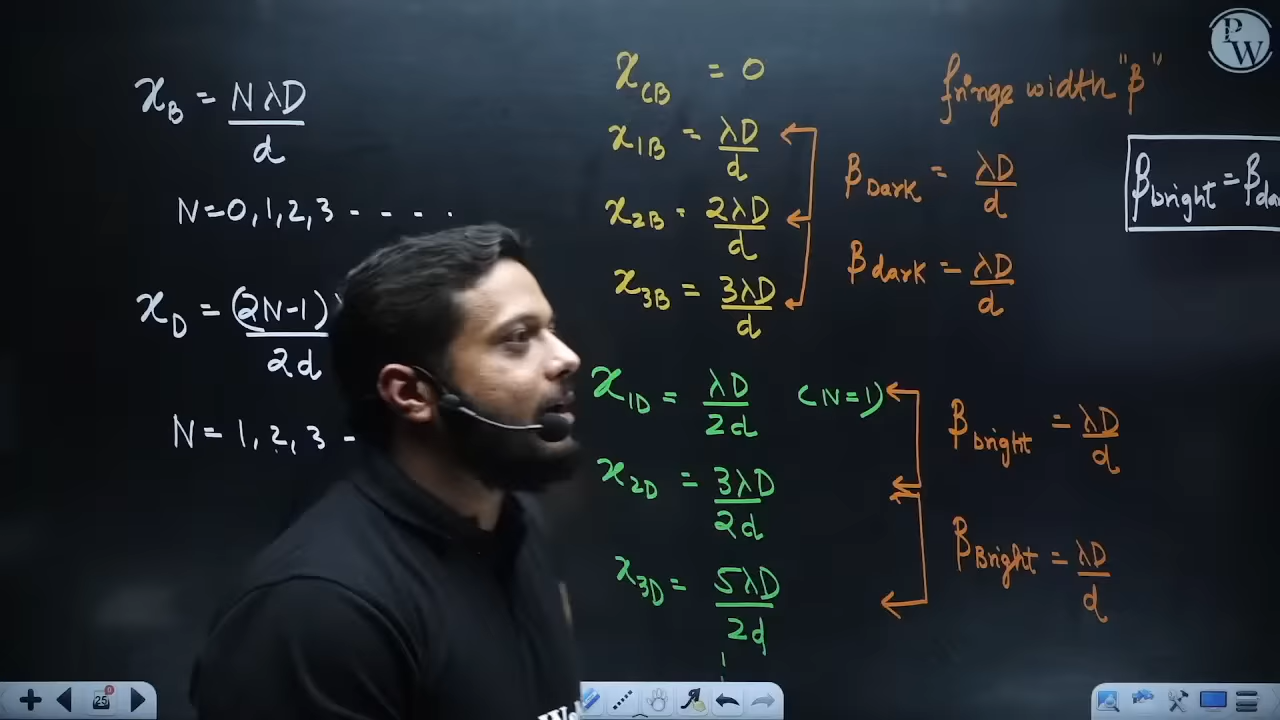 x_B = NλD/d
N=0,1,2,3 - - - .
x_D = (2N-1)/2d
N= 1,2,3 -
x_CB = 0
x_1B = λD/d
x_2B = 2λD/d
x_3B = 3λD/d
x_1D = λD/2d (N=1)
x_2D = 3λD/2d
x_3D = 5λD/2d
fringe width "β"
β_Dark = λD/d
β_dark = λD/d
β_bright = λD/d
β_Bright = λD/d
β_bright = β_da
PW
25